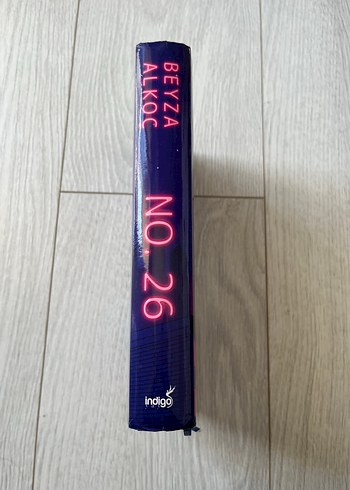 BEYZA
ALKOÇ
NO. 26
indigo